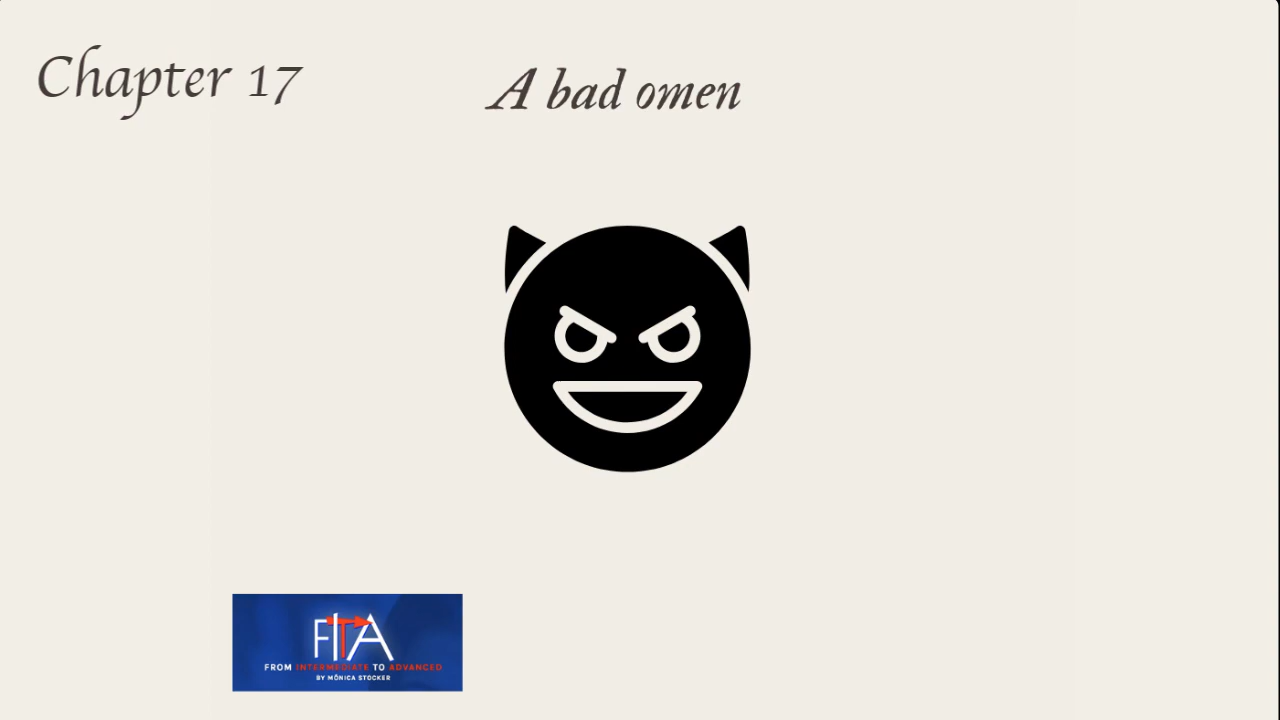 Chapter 17
A bad omen
FITA
FROM INTERMEDIATE TO ADVANCED
BY MÔNICA STOCKER